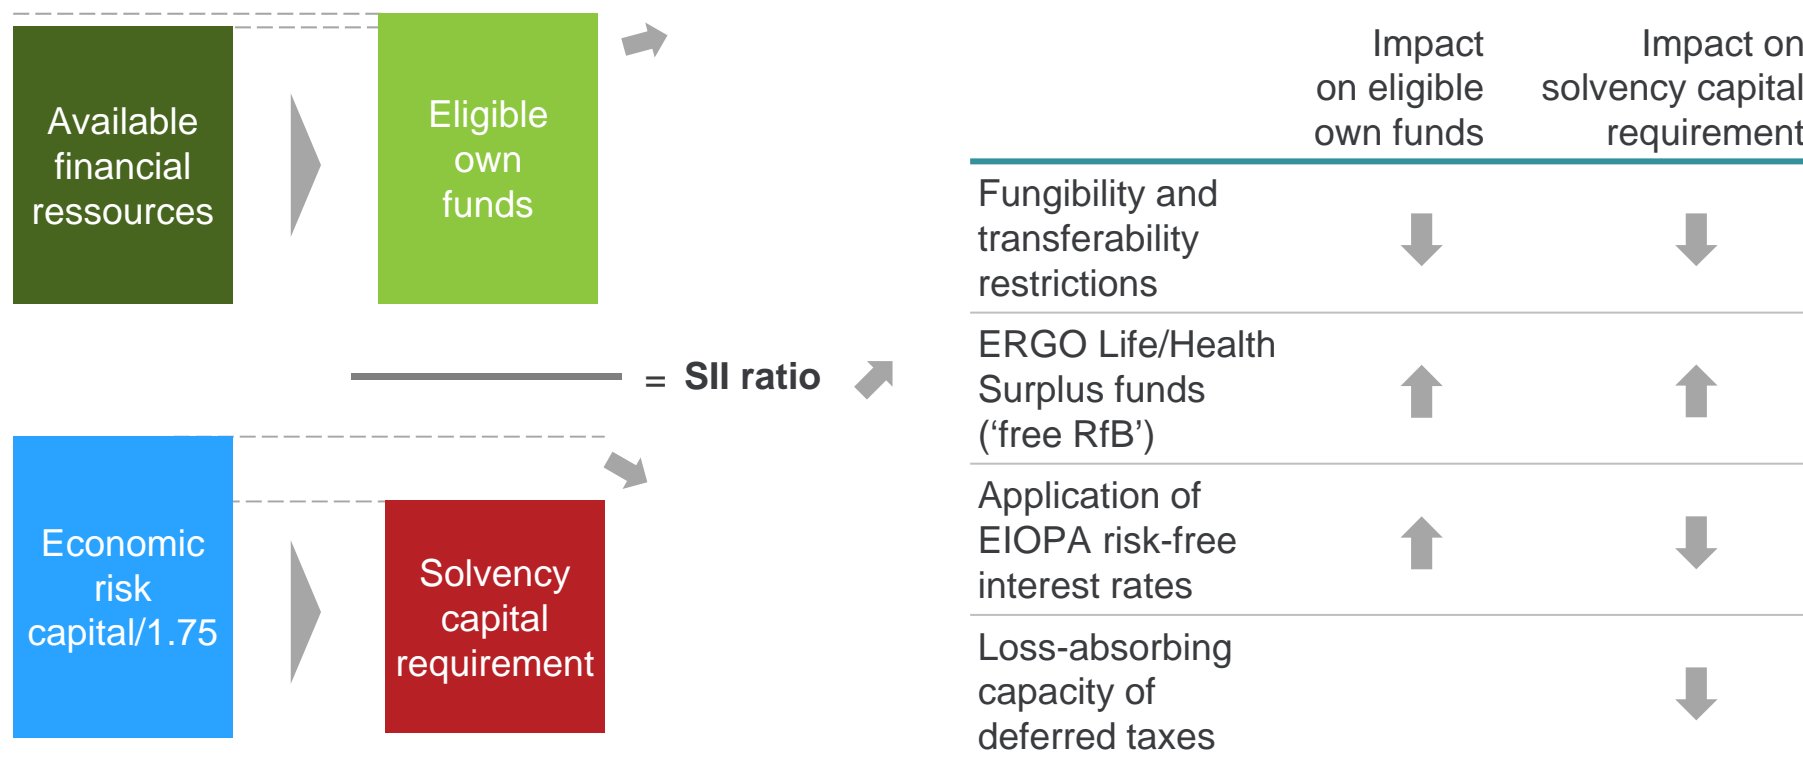 Available
financial
ressources
Eligible
own
funds
= SII ratio
Economic
risk
capital/1.75
Solvency
capital
requirement
Impact
on eligible
own funds
Impact on
solvency capital
requirement
Fungibility and
transferability
restrictions
ERGO Life/Health
Surplus funds
(‘free RfB’)
Application of
EIOPA risk-free
interest rates
Loss-absorbing
capacity of
deferred taxes